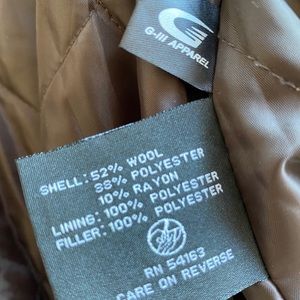 G-III APPAREL
SHELL: 52% WOOL
38% POLYESTER
10% RAYON
LINING: 100% POLYESTER
FILLER: 100% POLYESTER
RN 54163
CARE ON REVERSE